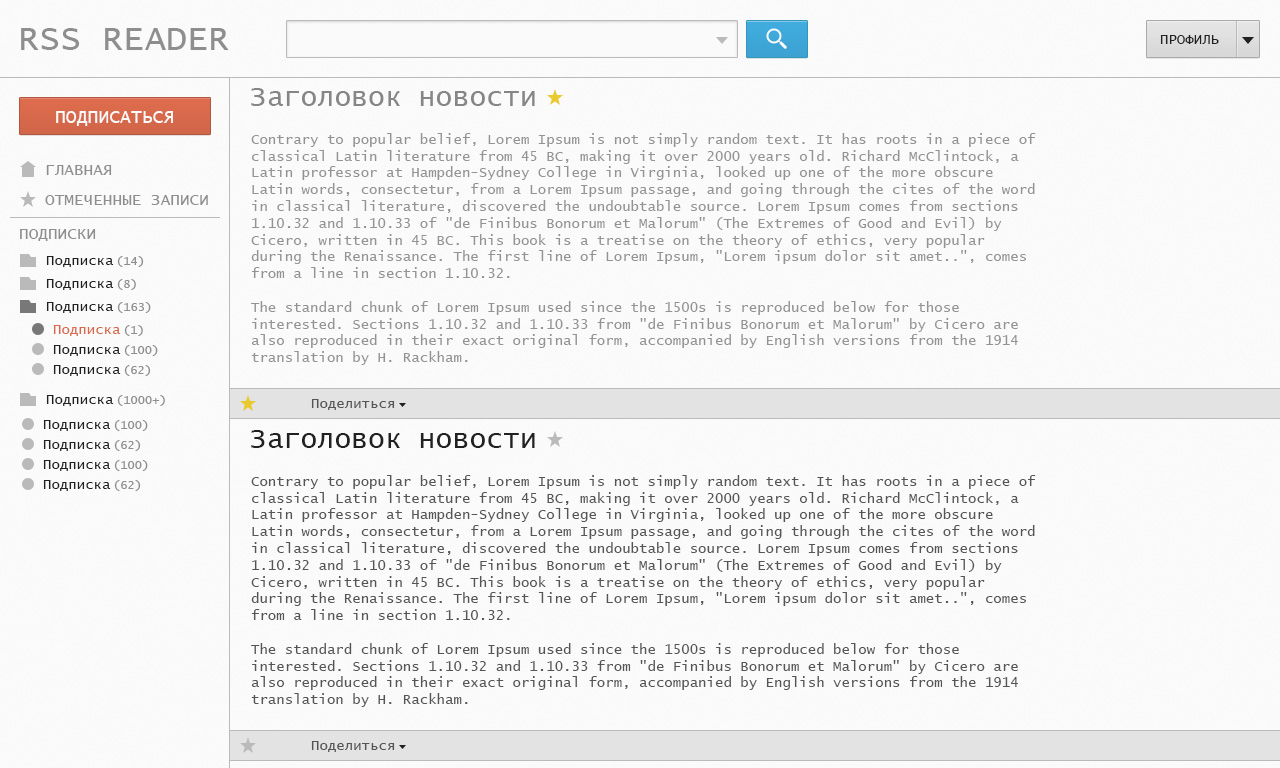 RSS READER
ПРОФИЛЬ
ПОДПИСАТЬСЯ
ГЛАВНАЯ
ОТМЕЧЕННЫЕ ЗАПИСИ
ПОДПИСКИ
Подписка (14)
Подписка (8)
Подписка (163)
Подписка (1)
Подписка (100)
Подписка (62)
Подписка (1000+)
Подписка (100)
Подписка (62)
Подписка (100)
Подписка (62)
Заголовок новости
Contrary to popular belief, Lorem Ipsum is not simply random text. It has roots in a piece of
classical Latin literature from 45 BC, making it over 2000 years old. Richard McClintock, a
Latin professor at Hampden-Sydney College in Virginia, looked up one of the more obscure
Latin words, consectetur, from a Lorem Ipsum passage, and going through the cites of the word
in classical literature, discovered the undoubtable source. Lorem Ipsum comes from sections
1.10.32 and 1.10.33 of "de Finibus Bonorum et Malorum" (The Extremes of Good and Evil) by
Cicero, written in 45 BC. This book is a treatise on the theory of ethics, very popular
during the Renaissance. The first line of Lorem Ipsum, "Lorem ipsum dolor sit amet..", comes
from a line in section 1.10.32.
The standard chunk of Lorem Ipsum used since the 1500s is reproduced below for those
interested. Sections 1.10.32 and 1.10.33 from "de Finibus Bonorum et Malorum" by Cicero are
also reproduced in their exact original form, accompanied by English versions from the 1914
translation by H. Rackham.
Поделиться
Заголовок новости
Contrary to popular belief, Lorem Ipsum is not simply random text. It has roots in a piece of
classical Latin literature from 45 BC, making it over 2000 years old. Richard McClintock, a
Latin professor at Hampden-Sydney College in Virginia, looked up one of the more obscure
Latin words, consectetur, from a Lorem Ipsum passage, and going through the cites of the word
in classical literature, discovered the undoubtable source. Lorem Ipsum comes from sections
1.10.32 and 1.10.33 of "de Finibus Bonorum et Malorum" (The Extremes of Good and Evil) by
Cicero, written in 45 BC. This book is a treatise on the theory of ethics, very popular
during the Renaissance. The first line of Lorem Ipsum, "Lorem ipsum dolor sit amet..", comes
from a line in section 1.10.32.
The standard chunk of Lorem Ipsum used since the 1500s is reproduced below for those
interested. Sections 1.10.32 and 1.10.33 from "de Finibus Bonorum et Malorum" by Cicero are
also reproduced in their exact original form, accompanied by English versions from the 1914
translation by H. Rackham.
Поделиться